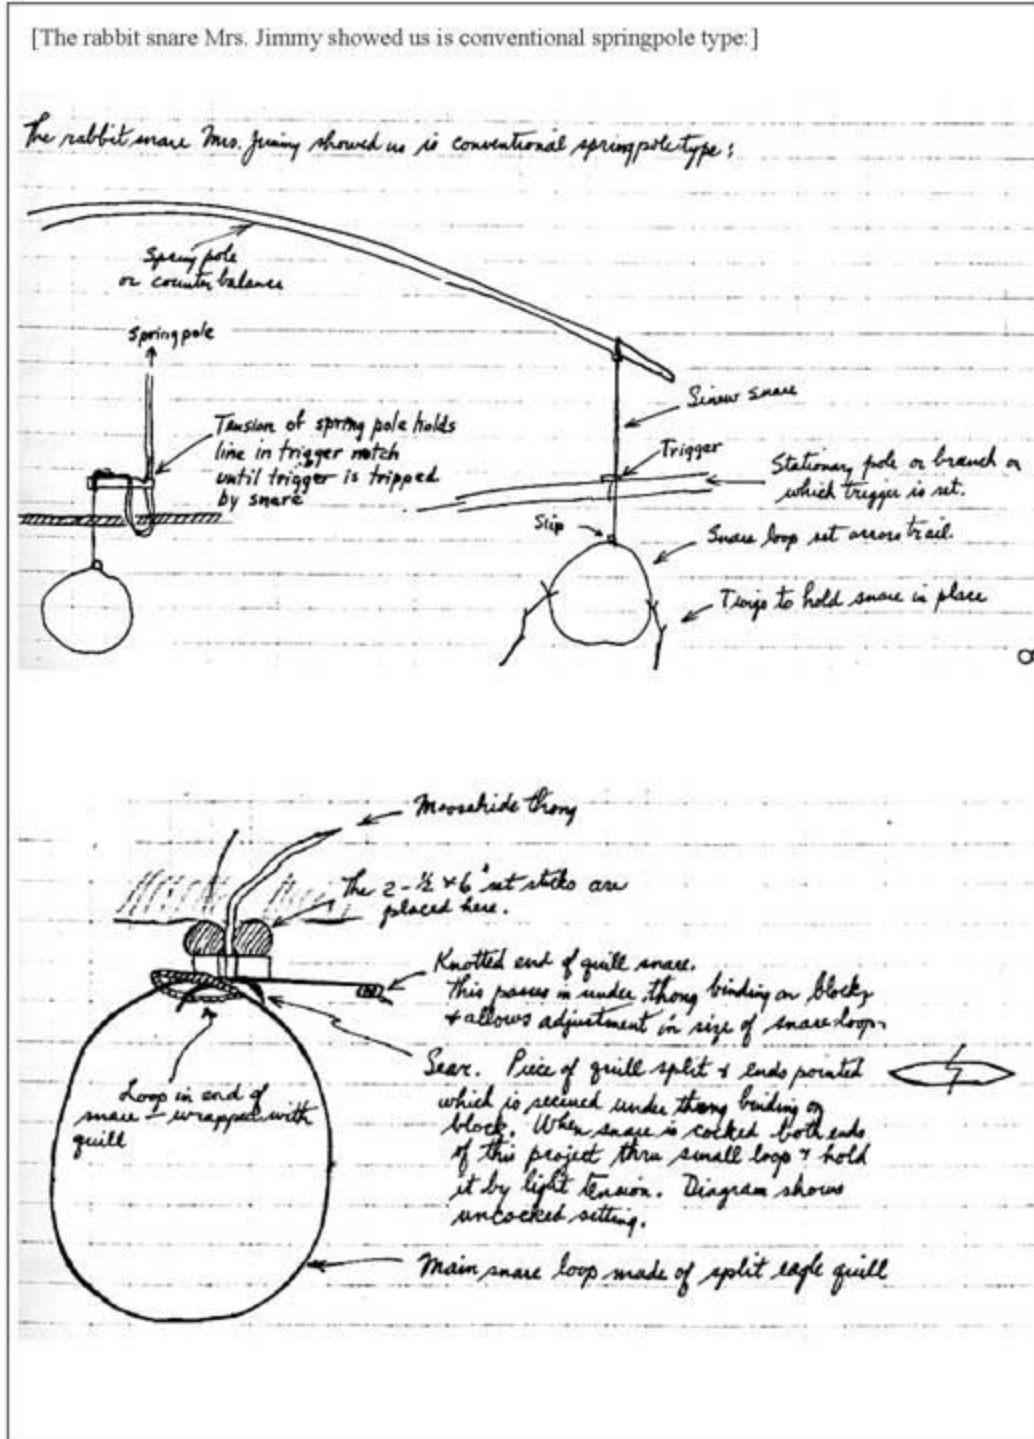 [The rabbit snare Mrs. Jimmy showed us is conventional springpole type:]
The rabbit snare Mrs. Jimmy showed us is conventional springpole type:
Spring pole
or counter balance
Spring pole
Tension of spring pole holds
line in trigger notch
until trigger is tripped
by snare
Sinew snare
Trigger
Stationary pole or branch on
which trigger is set.
Slip
Snare loop set across trail.
Twigs to hold snare in place
Moosehide thong
The 2 - ½ x 6" set sticks are
placed here.
Knotted end of quill snare.
This passes in under thong binding on block
+ allows adjustment in size of snare loop.
Sear. Piece of quill split + ends pointed
which is secured under thong binding on
block. When snare is cocked both ends
of this project thru small loop + hold
it by light tension. Diagram shows
uncocked setting.
Loop in end of
snare - wrapped with
quill
Main snare loop made of split eagle quill